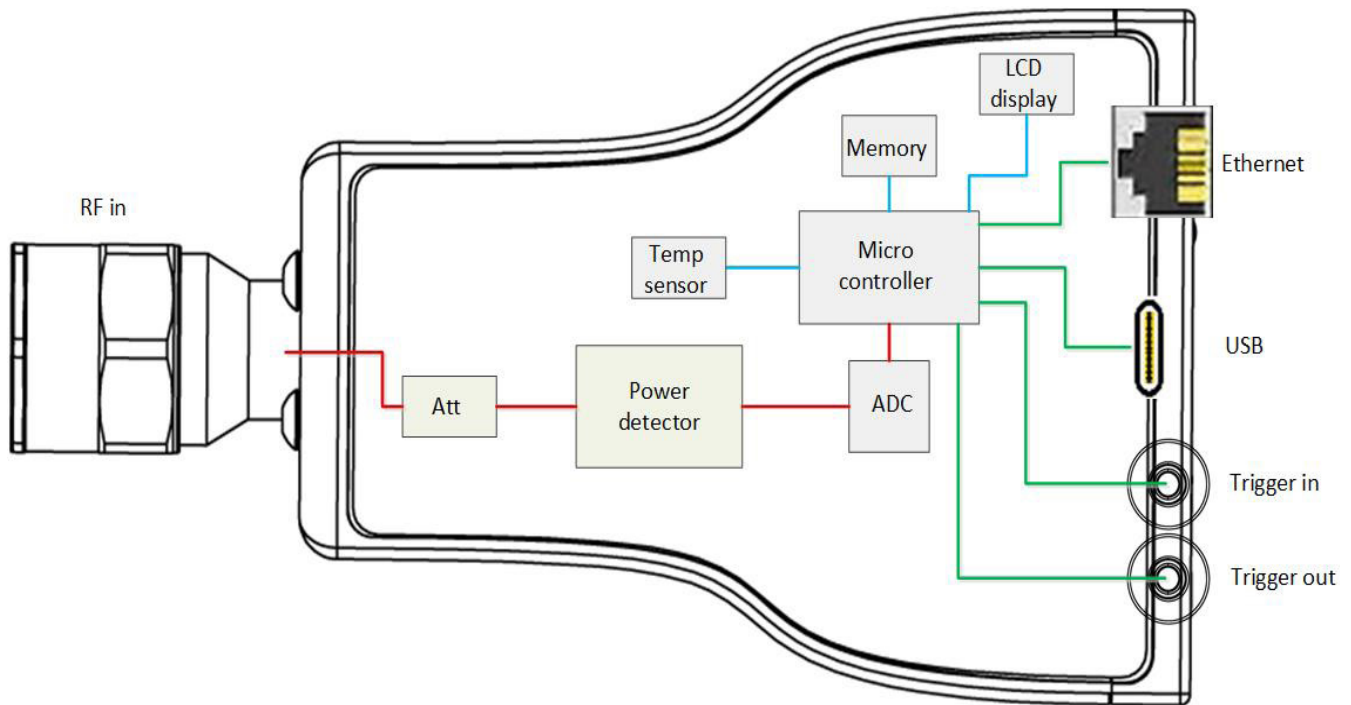 LCD
display
Memory
Ethernet
RF in
Temp
sensor
Micro
controller
USB
Att
Power
detector
ADC
Trigger in
Trigger out